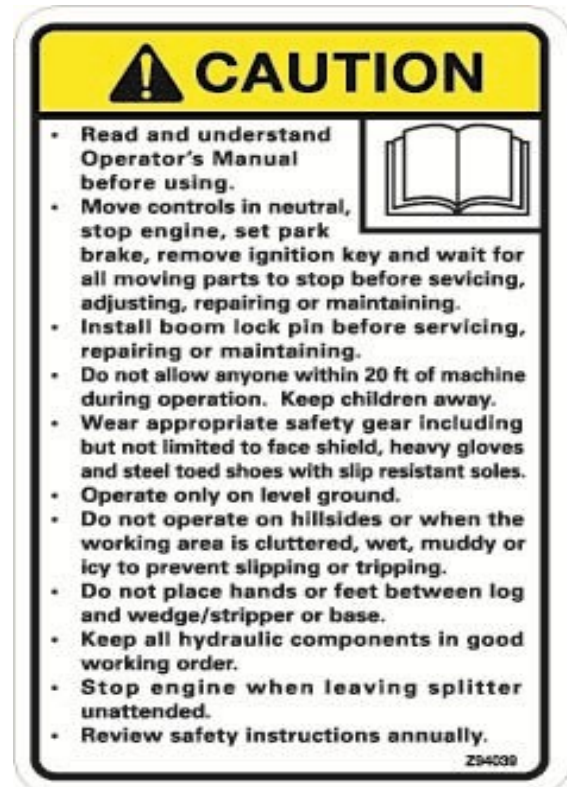 CAUTION
• Read and understand
Operator's Manual
before using.
• Move controls in neutral,
stop engine, set park
brake, remove ignition key and wait for
all moving parts to stop before sevicing,
adjusting, repairing or maintaining.
• Install boom lock pin before servicing,
repairing or maintaining.
• Do not allow anyone within 20 ft of machine
during operation.  Keep children away.
• Wear appropriate safety gear including
but not limited to face shield, heavy gloves
and steel toed shoes with slip resistant soles.
• Operate only on level ground.
• Do not operate on hillsides or when the
working area is cluttered, wet, muddy or
icy to prevent slipping or tripping.
• Do not place hands or feet between log
and wedge/stripper or base.
• Keep all hydraulic components in good
working order.
• Stop engine when leaving splitter
unattended.
• Review safety instructions annually.
Z94039